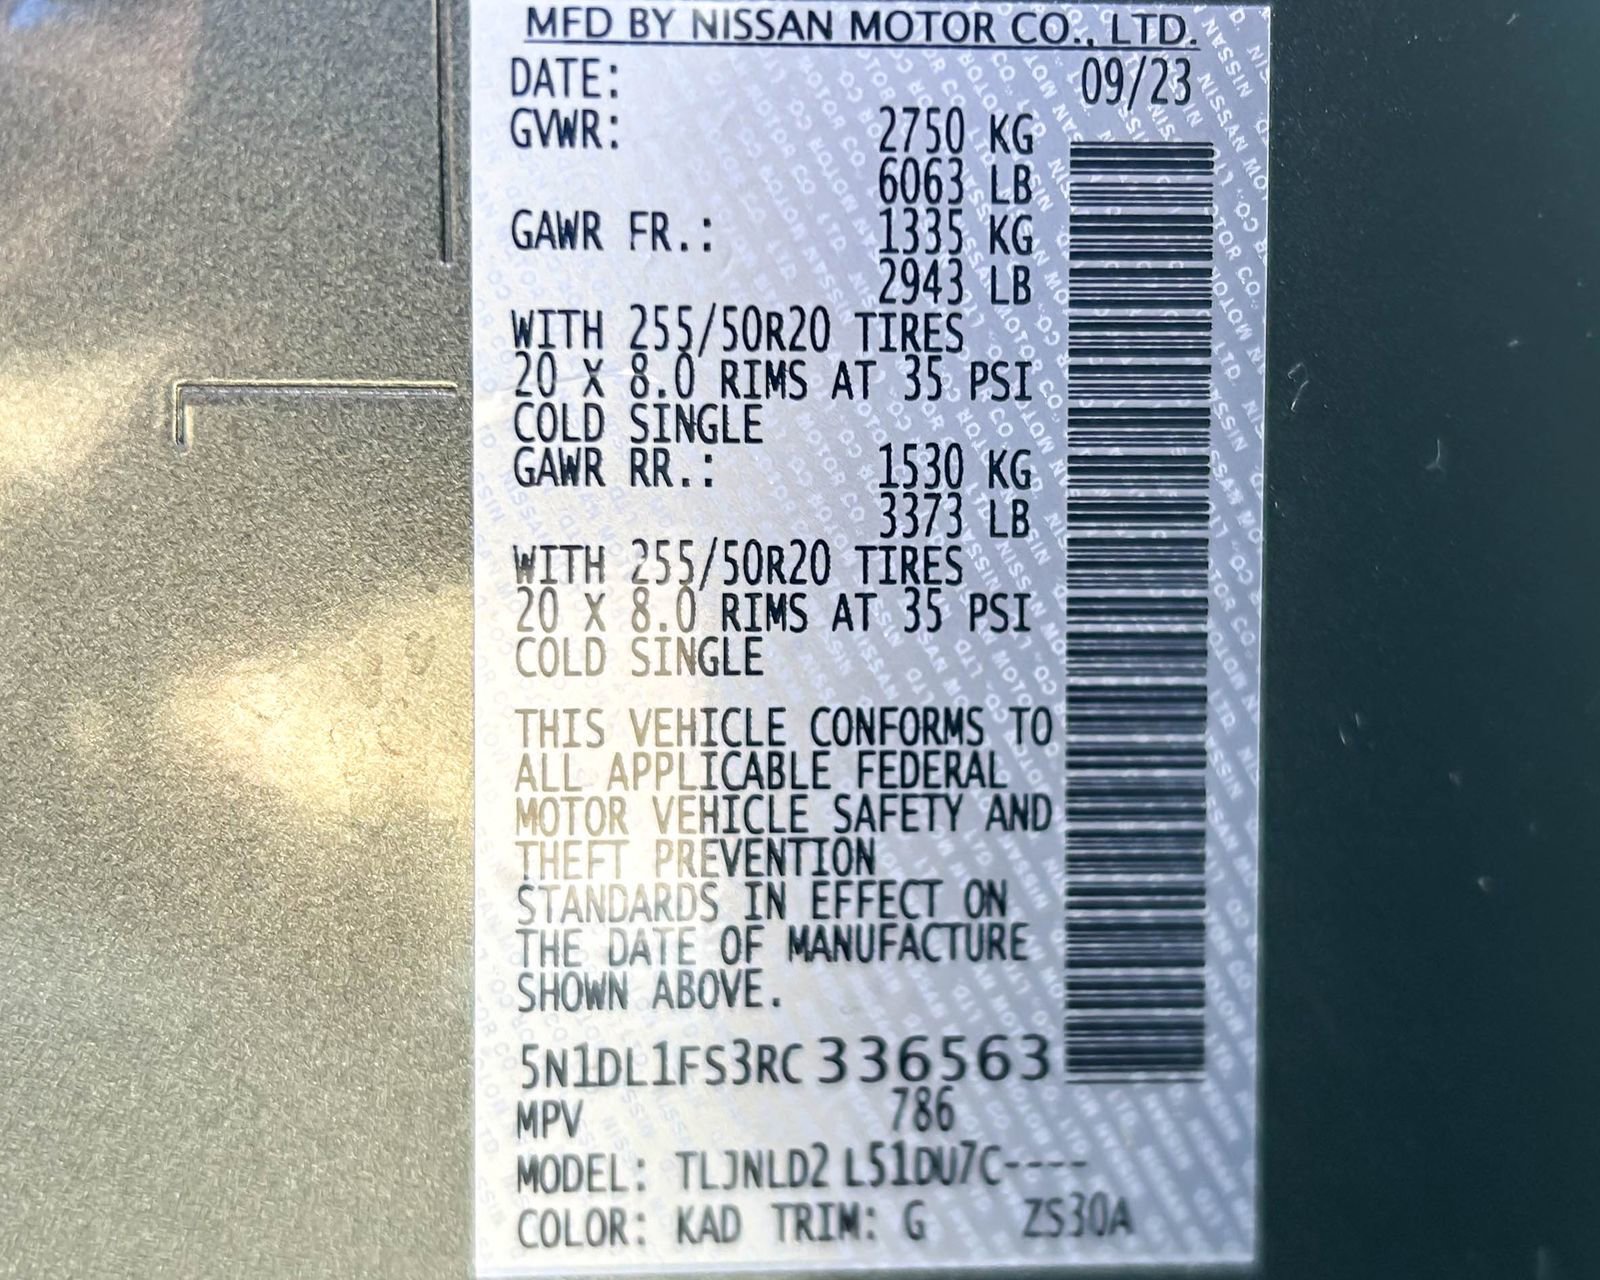 MFD BY NISSAN MOTOR CO., LTD.
DATE: 09/23
GVWR: 2750 KG
6063 LB
GAWR FR.: 1335 KG
2943 LB
WITH 255/50R20 TIRES
20 X 8.0 RIMS AT 35 PSI
COLD SINGLE
GAWR RR.: 1530 KG
3373 LB
WITH 255/50R20 TIRES
20 X 8.0 RIMS AT 35 PSI
COLD SINGLE
THIS VEHICLE CONFORMS TO
ALL APPLICABLE FEDERAL
MOTOR VEHICLE SAFETY AND
THEFT PREVENTION
STANDARDS IN EFFECT ON
THE DATE OF MANUFACTURE
SHOWN ABOVE.
5N1DL1FS3RC336563
MPV 786
MODEL: TLJNLD2 L51DU7C----
COLOR: KAD TRIM: G ZS30A